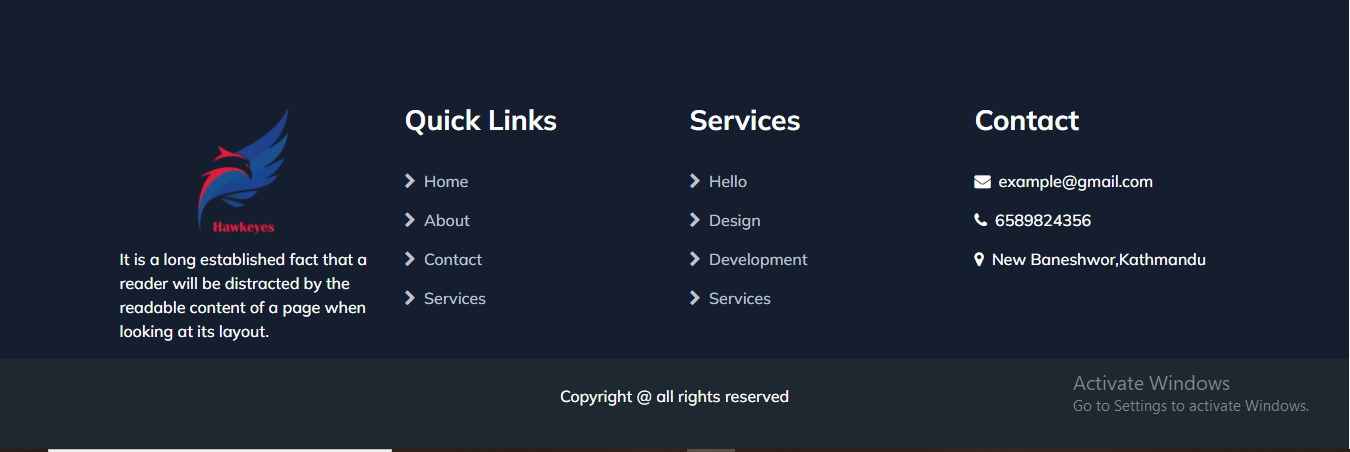 Hawkeyes
It is a long established fact that a
reader will be distracted by the
readable content of a page when
looking at its layout.
Quick Links
Home
About
Contact
Services
Services
Hello
Design
Development
Services
Contact
example@gmail.com
6589824356
New Baneshwor,Kathmandu
Copyright @ all rights reserved
Activate Windows
Go to Settings to activate Windows.